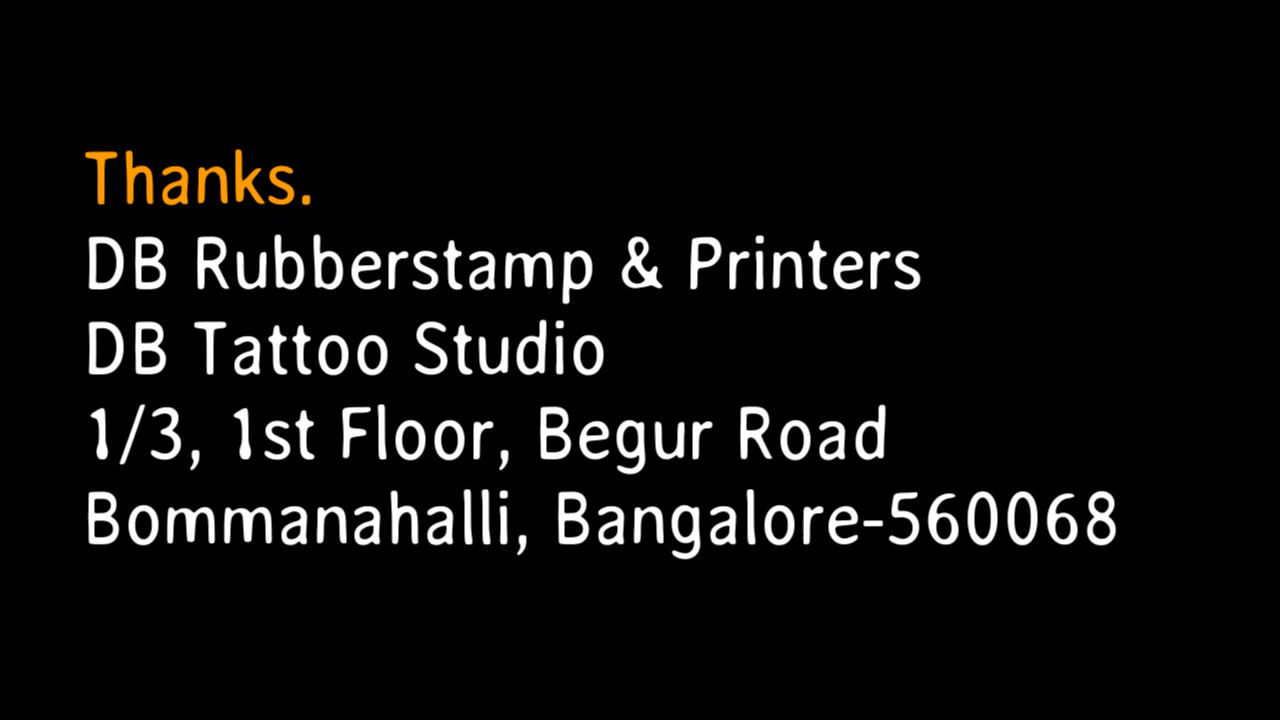 Thanks.
DB Rubberstamp & Printers
DB Tattoo Studio
1/3, 1st Floor, Begur Road
Bommanahalli, Bangalore-560068